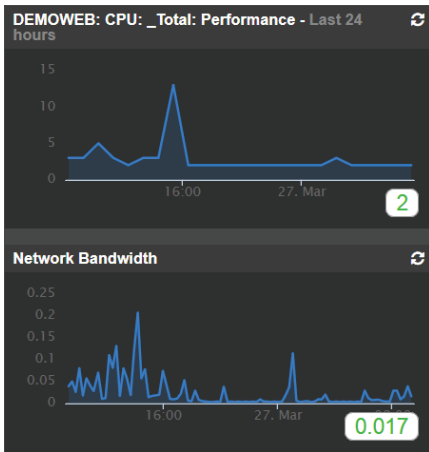 DEMOWEB: CPU: _Total: Performance - Last 24
hours
15
10
5
0
16:00 27. Mar
2
Network Bandwidth
0.25
0.2
0.15
0.1
0.05
0
16:00 27. Mar
0.017